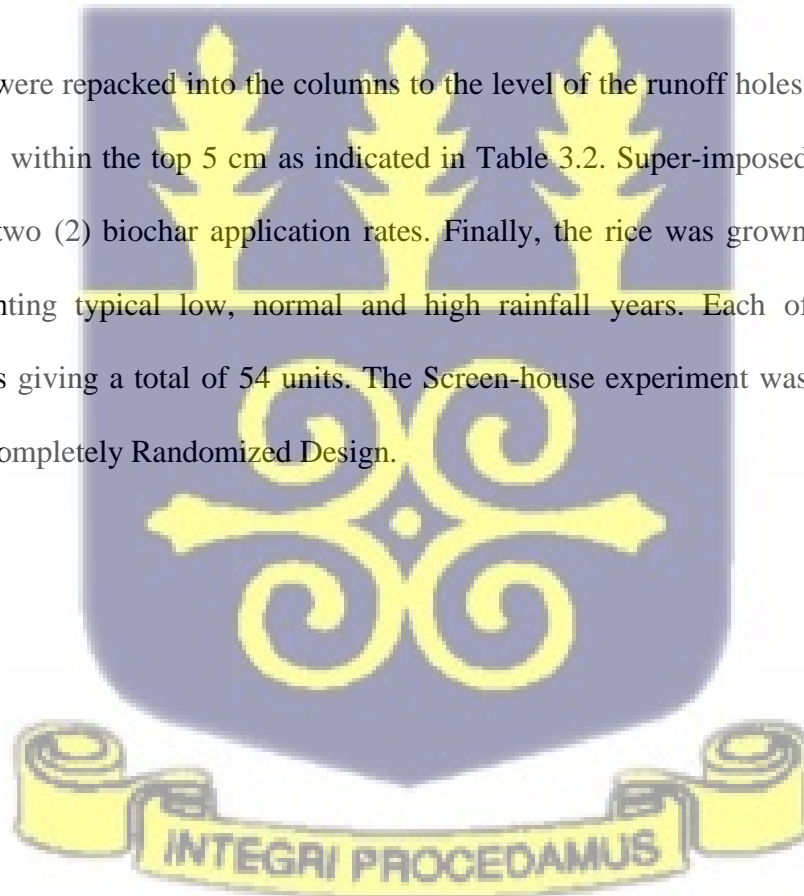 were repacked into the columns to the level of the runoff holes
within the top 5 cm as indicated in Table 3.2. Super-imposed
two (2) biochar application rates. Finally, the rice was grown
nting typical low, normal and high rainfall years. Each of
s giving a total of 54 units. The Screen-house experiment was
ompletely Randomized Design.
INTEGRI PROCEDAMUS